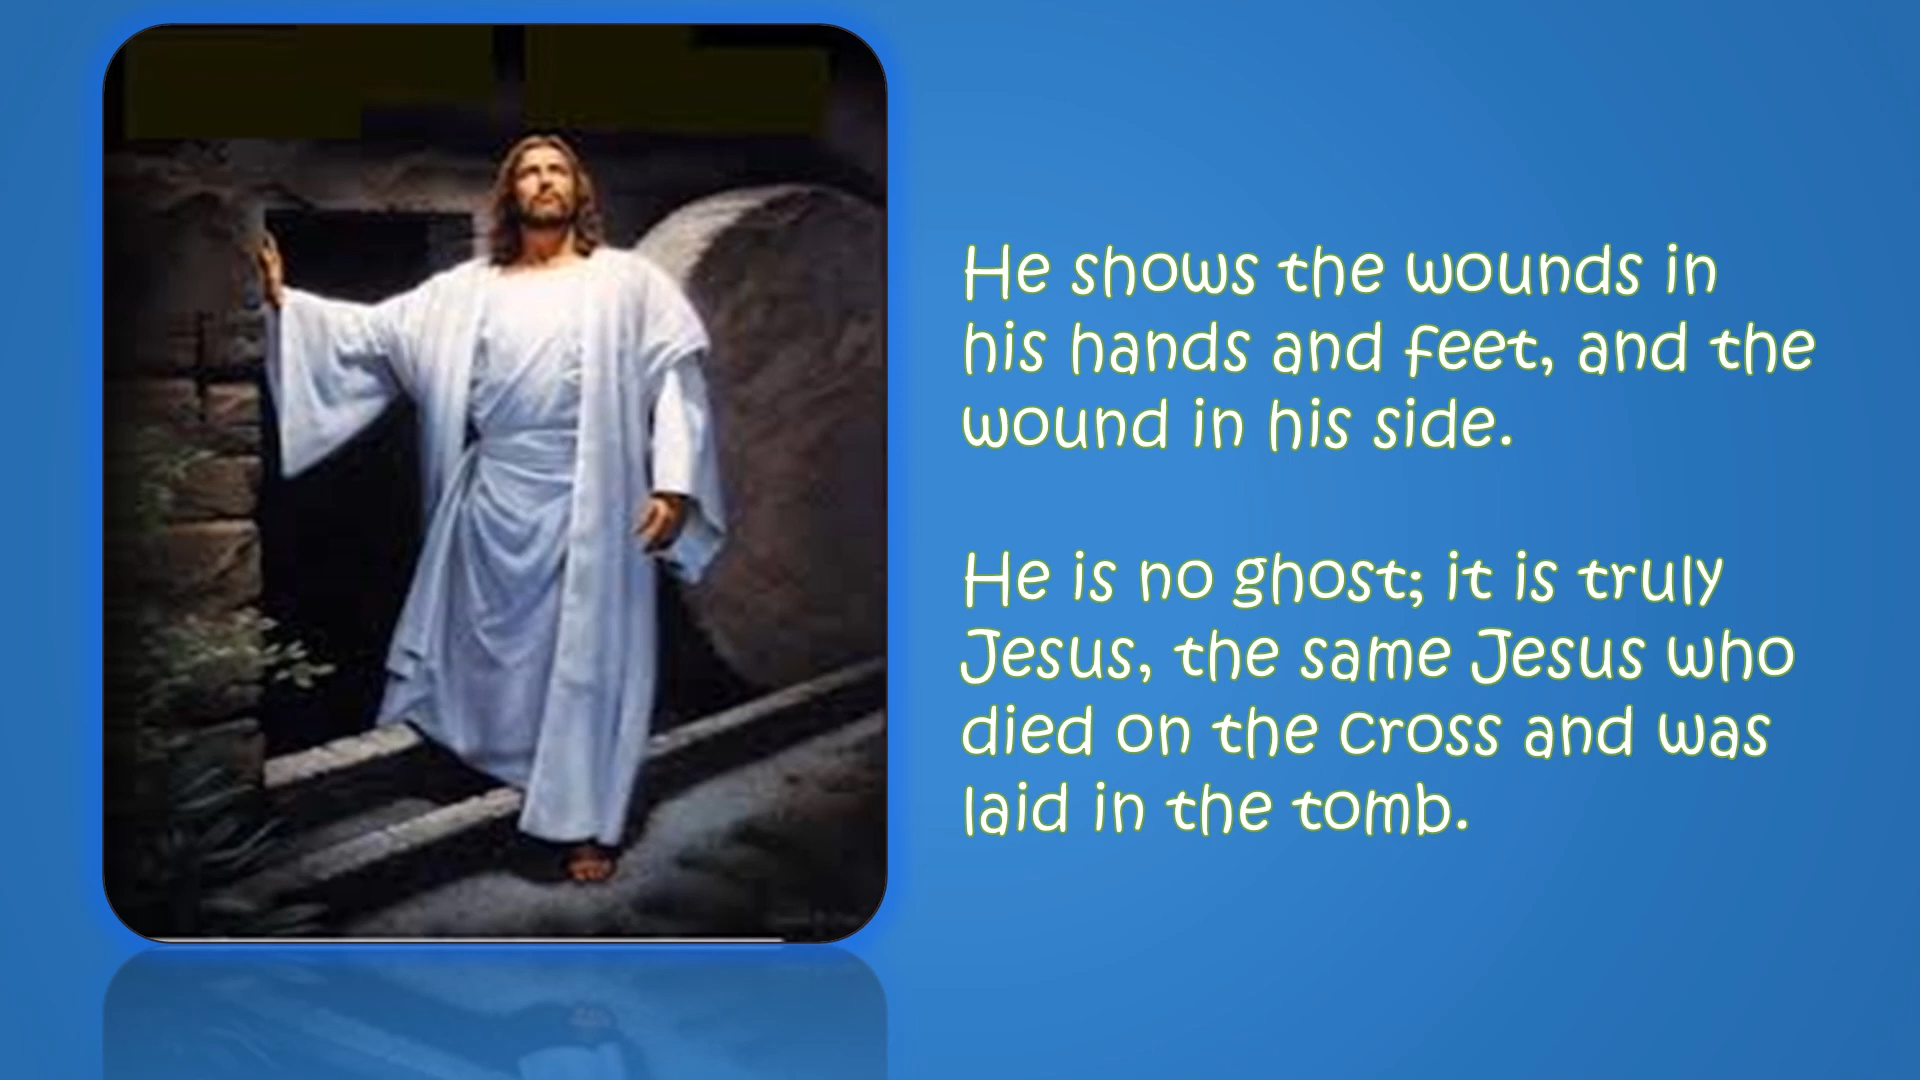 He shows the wounds in
his hands and feet, and the
wound in his side.
He is no ghost; it is truly
Jesus, the same Jesus who
died on the cross and was
laid in the tomb.